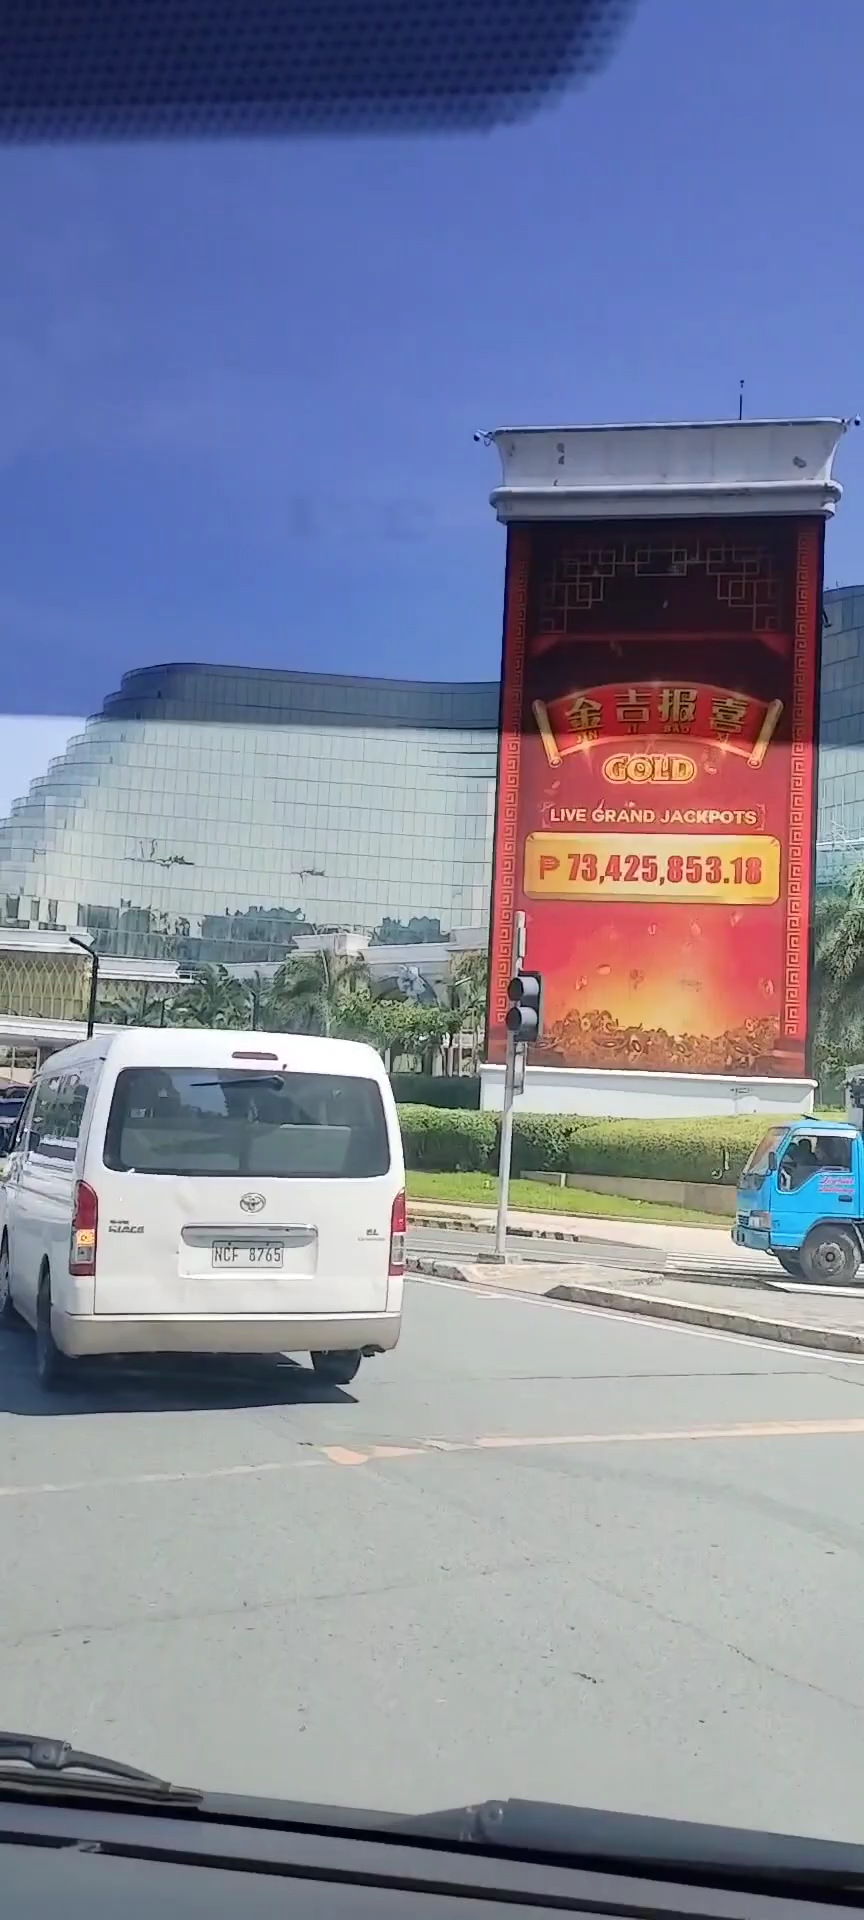 金吉报喜
JIN JI BAO XI
GOLD
LIVE GRAND JACKPOTS
₱ 73,425,853.18
HIACE
GL
NCF 8765